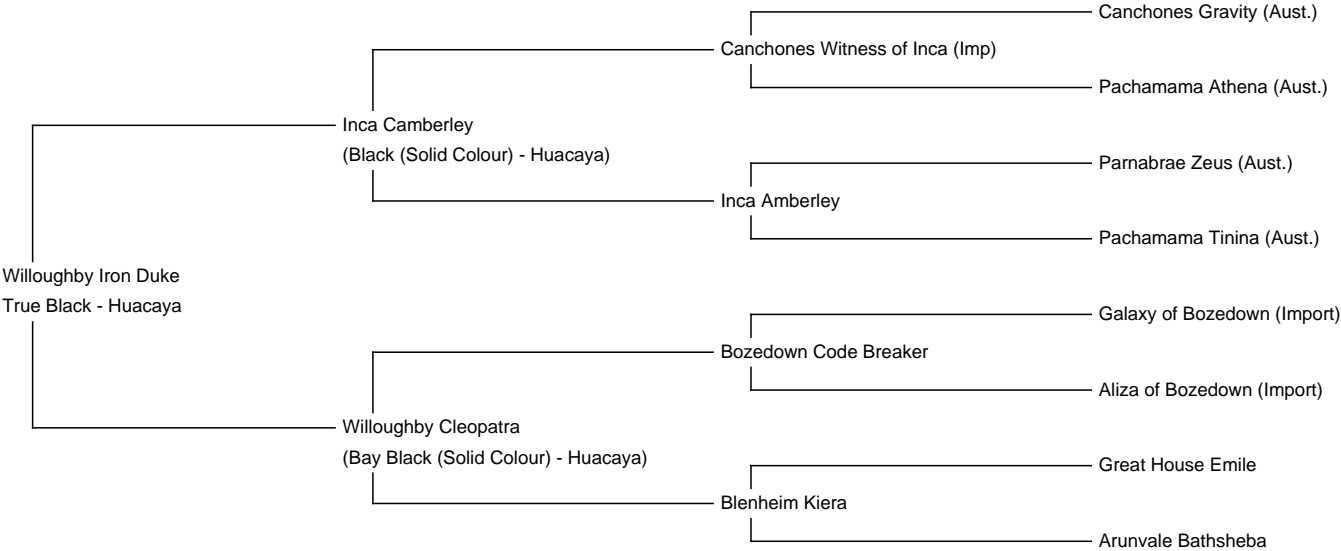 Canchones Gravity (Aust.)
Canchones Witness of Inca (Imp)
Pachamama Athena (Aust.)
Inca Camberley
(Black (Solid Colour) - Huacaya)
Parnabrae Zeus (Aust.)
Inca Amberley
Pachamama Tinina (Aust.)
Willoughby Iron Duke
True Black - Huacaya
Galaxy of Bozedown (Import)
Bozedown Code Breaker
Aliza of Bozedown (Import)
Willoughby Cleopatra
(Bay Black (Solid Colour) - Huacaya)
Great House Emile
Blenheim Kiera
Arunvale Bathsheba